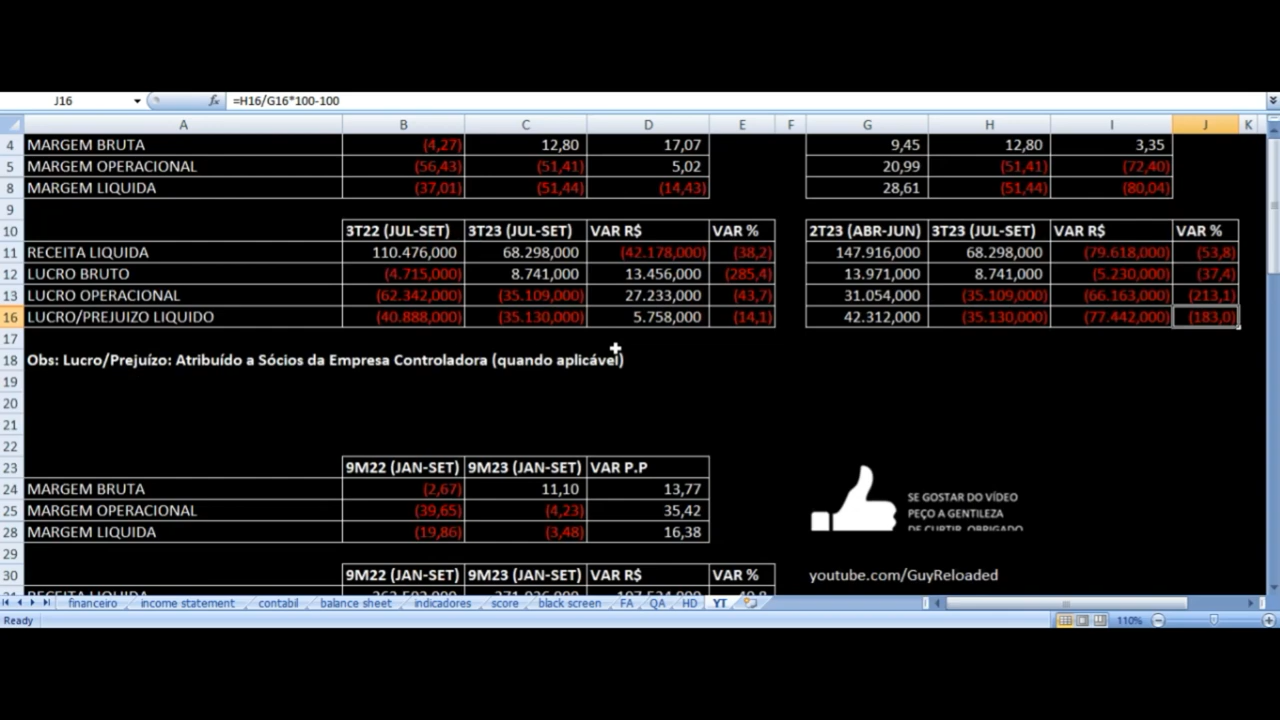 J16 =H16/G16*100-100
A B C D E F G H I J K
4 MARGEM BRUTA (4,27) 12,80 17,07 9,45 12,80 3,35
5 MARGEM OPERACIONAL (56,43) (51,41) 5,02 20,99 (51,41) (72,40)
8 MARGEM LIQUIDA (37,01) (51,44) (14,43) 28,61 (51,44) (80,04)
9
10 3T22 (JUL-SET) 3T23 (JUL-SET) VAR R$ VAR % 2T23 (ABR-JUN) 3T23 (JUL-SET) VAR R$ VAR %
11 RECEITA LIQUIDA 110.476,000 68.298,000 (42.178,000) (38,2) 147.916,000 68.298,000 (79.618,000) (53,8)
12 LUCRO BRUTO (4.715,000) 8.741,000 13.456,000 (285,4) 13.971,000 8.741,000 (5.230,000) (37,4)
13 LUCRO OPERACIONAL (62.342,000) (35.109,000) 27.233,000 (43,7) 31.054,000 (35.109,000) (66.163,000) (213,1)
16 LUCRO/PREJUIZO LIQUIDO (40.888,000) (35.130,000) 5.758,000 (14,1) 42.312,000 (35.130,000) (77.442,000) (183,0)
17
18 Obs: Lucro/Prejuízo: Atribuído a Sócios da Empresa Controladora (quando aplicável)
19
20
21
22
23 9M22 (JAN-SET) 9M23 (JAN-SET) VAR P.P
24 MARGEM BRUTA (2,67) 11,10 13,77
25 MARGEM OPERACIONAL (39,65) (4,23) 35,42
28 MARGEM LIQUIDA (19,86) (3,48) 16,38
SE GOSTAR DO VÍDEO
PEÇO A GENTILEZA
DE CURTIR. OBRIGADO
29
30 9M22 (JAN-SET) 9M23 (JAN-SET) VAR R$ VAR % youtube.com/GuyReloaded
RECEITA LIQUIDA
financeiro income statement contabil balance sheet indicadores score black screen FA QA HD YT
Ready 110%